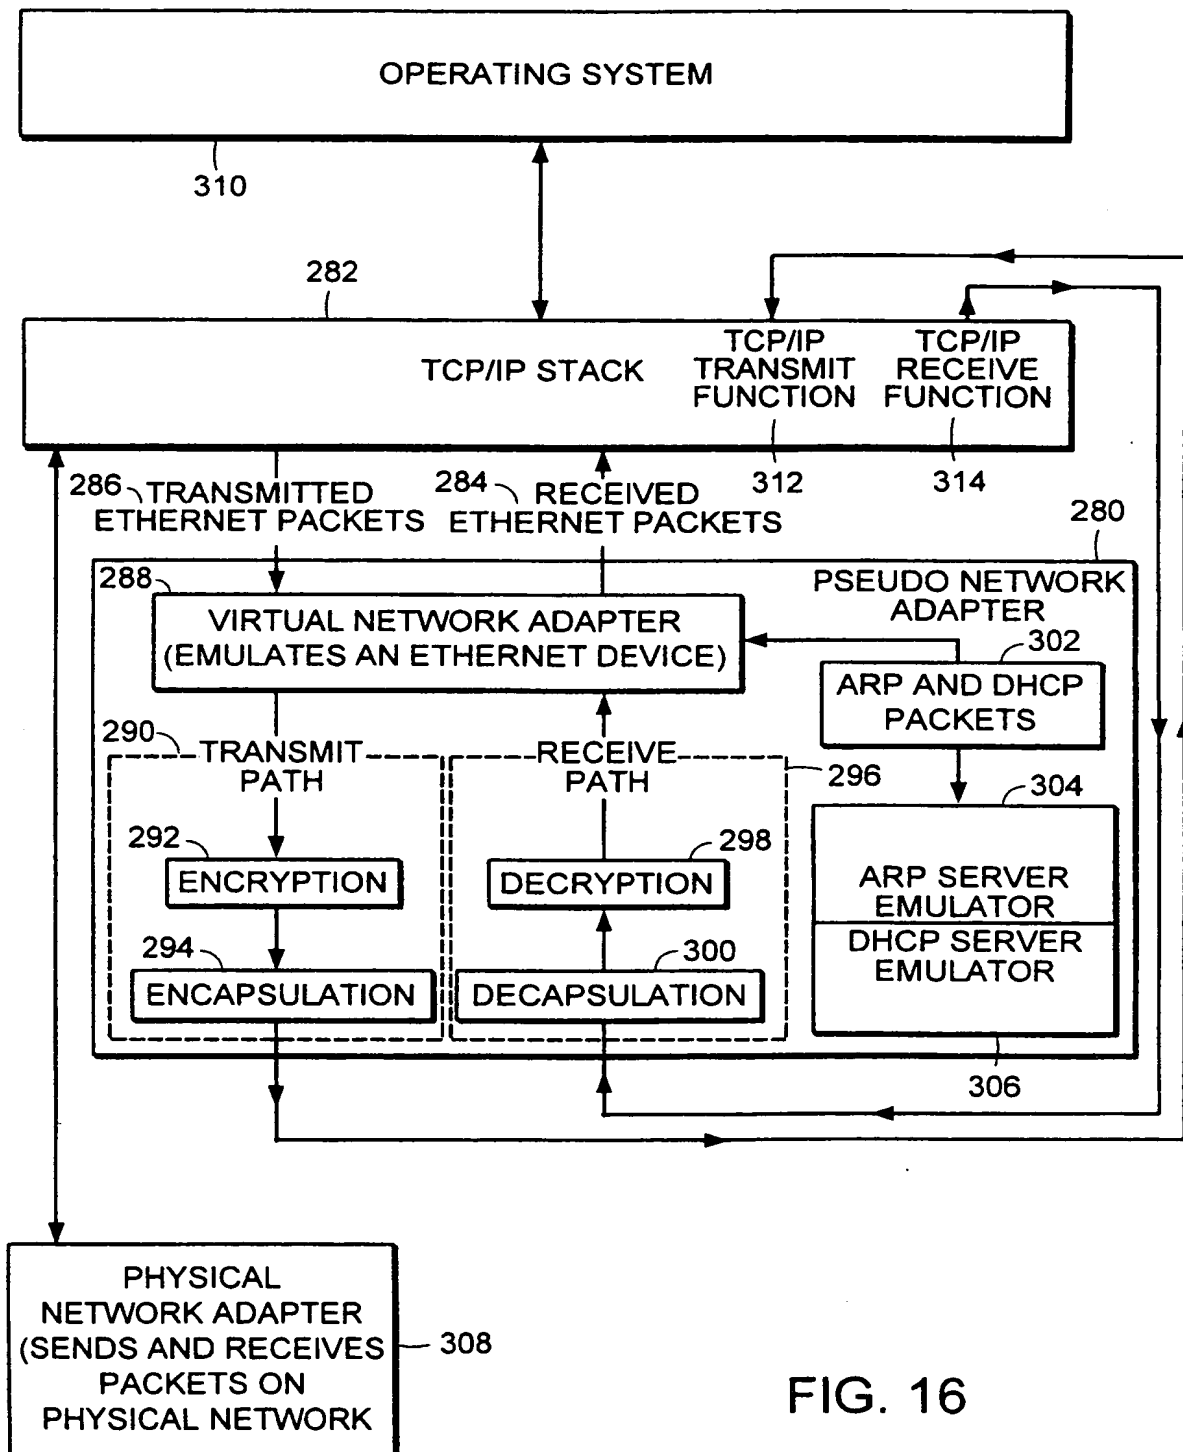 OPERATING SYSTEM
310
282
TCP/IP STACK
TCP/IP
TRANSMIT
FUNCTION
TCP/IP
RECEIVE
FUNCTION
312
314
286
TRANSMITTED
ETHERNET PACKETS
284
RECEIVED
ETHERNET PACKETS
280
288
PSEUDO NETWORK
ADAPTER
VIRTUAL NETWORK ADAPTER
(EMULATES AN ETHERNET DEVICE)
302
ARP AND DHCP
PACKETS
290
TRANSMIT
PATH
RECEIVE
PATH
296
304
292
ENCRYPTION
298
DECRYPTION
ARP SERVER
EMULATOR
DHCP SERVER
EMULATOR
294
ENCAPSULATION
300
DECAPSULATION
306
PHYSICAL
NETWORK ADAPTER
(SENDS AND RECEIVES
PACKETS ON
PHYSICAL NETWORK
308
FIG. 16